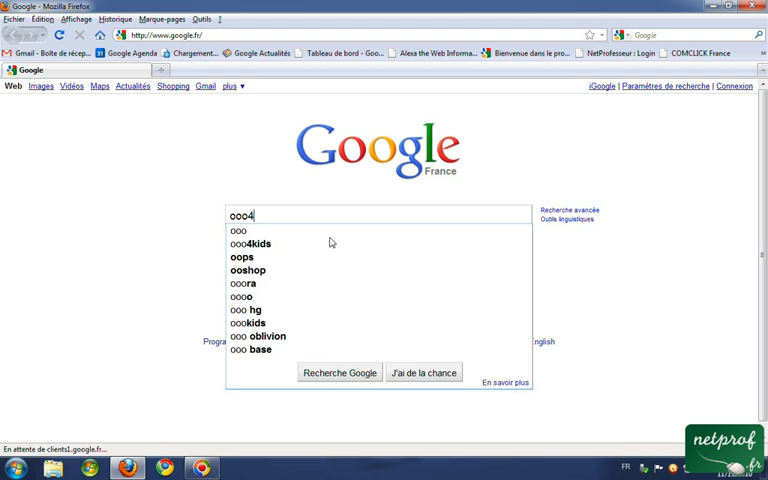 Google - Mozilla Firefox
Fichier Édition Affichage Historique Marque-pages Outils ?
http://www.google.fr/
Google
Gmail - Boîte de récep... 31 Google Agenda Chargement... Google Actualités Tableau de bord - Goo... Alexa the Web Informa... Bienvenue dans le pro... NetProfesseur : Login COMCLICK France
Google
Web Images Vidéos Maps Actualités Shopping Gmail plus ▼
iGoogle | Paramètres de recherche | Connexion
Google
France
ooo4
Recherche avancée
Outils linguistiques
ooo
ooo4kids
oops
ooshop
ooora
oooo
ooo hg
oookids
ooo oblivion
ooo base
Progra
English
Recherche Google J'ai de la chance
En savoir plus
En attente de clients1.google.fr...
FR
netprof
.fr